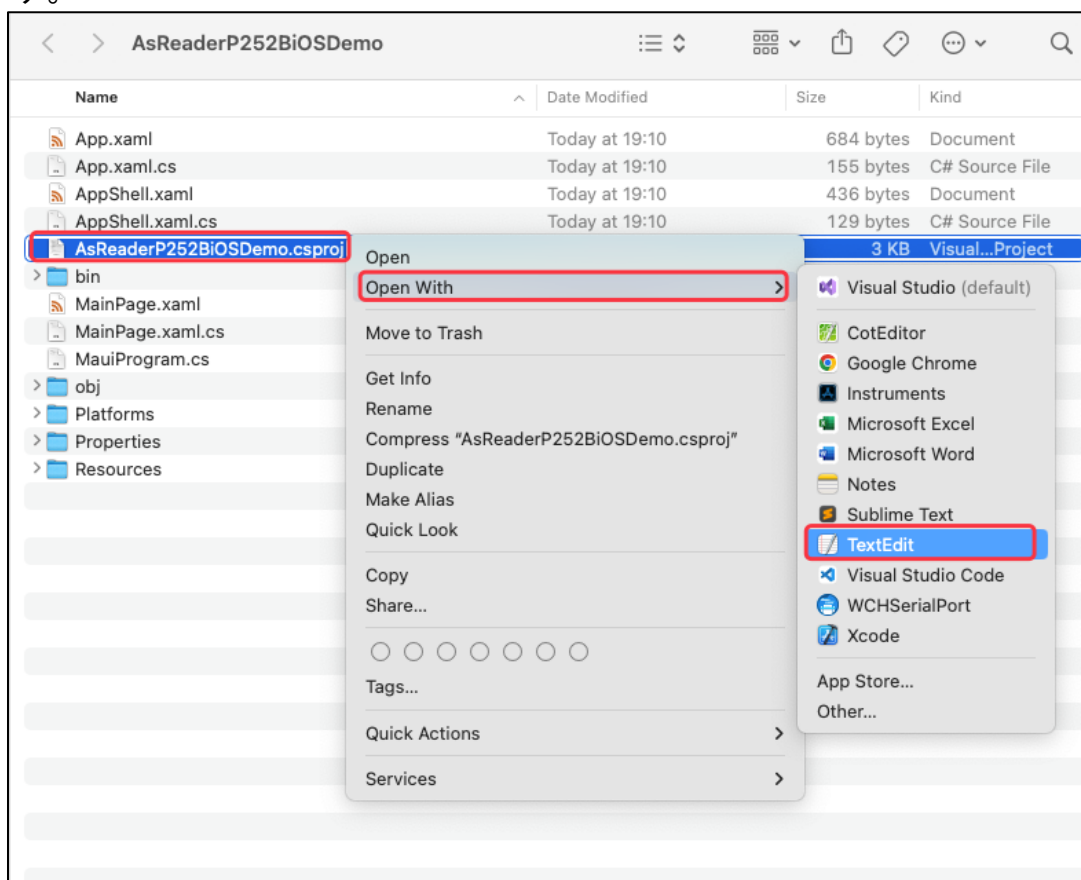 す。
AsReaderP252BiOSDemo
Name Date Modified Size Kind
App.xaml Today at 19:10 684 bytes Document
App.xaml.cs Today at 19:10 155 bytes C# Source File
AppShell.xaml Today at 19:10 436 bytes Document
AppShell.xaml.cs Today at 19:10 129 bytes C# Source File
AsReaderP252BiOSDemo.csproj 3 KB Visual...Project
bin
MainPage.xaml
MainPage.xaml.cs
MauiProgram.cs
obj
Platforms
Properties
Resources
Open
Open With
Move to Trash
Get Info
Rename
Compress “AsReaderP252BiOSDemo.csproj”
Duplicate
Make Alias
Quick Look
Copy
Share...
Tags...
Quick Actions
Services
Visual Studio (default)
CotEditor
Google Chrome
Instruments
Microsoft Excel
Microsoft Word
Notes
Sublime Text
TextEdit
Visual Studio Code
WCHSerialPort
Xcode
App Store...
Other...